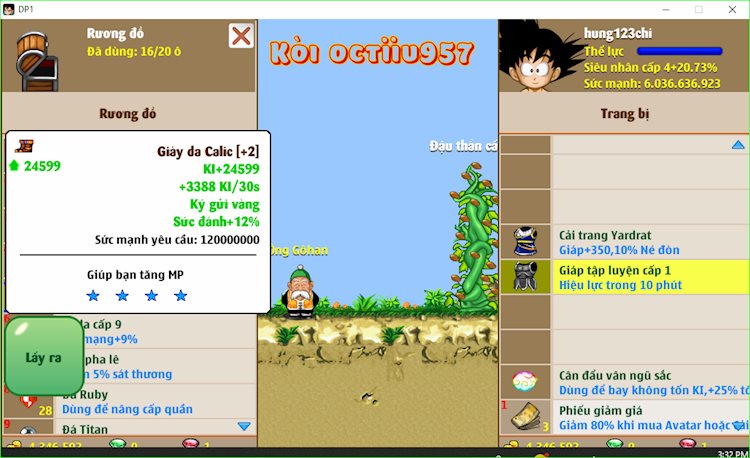 DP1
Rương đồ
Đã dùng: 16/20 ô
Rương đồ
Giày da Calic [+2]
24599
KI+24599
+3388 KI/30s
Ký gửi vàng
Sức đánh+12%
Sức mạnh yêu cầu: 120000000
Giúp bạn tăng MP
Lấy ra
a cấp 9
mạng+9%
pha lê
5% sát thương
Đá Ruby
28
Dùng để nâng cấp quần
9
Đá Titan
KÒI OCTIIU957
Đậu thần cấ
Ông Gôhan
hung123chi
Thể lực
Siêu nhân cấp 4+20.73%
Sức mạnh: 6.036.636.923
Trang bị
Cải trang Yardrat
Giáp+350,10% Né đòn
Giáp tập luyện cấp 1
Hiệu lực trong 10 phút
Cân đẩu vân ngũ sắc
Dùng để bay không tốn KI,+25% t
1
Phiếu giảm giá
3
Giảm 80% khi mua Avatar hoặc
3:32 PM